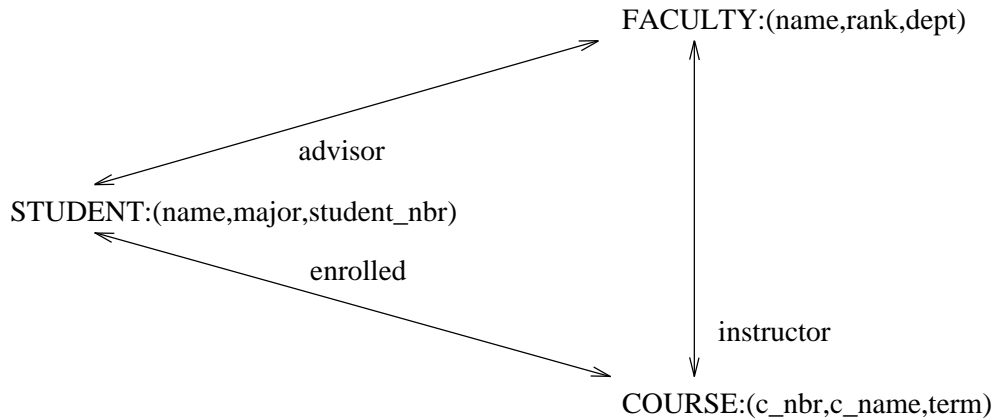 FACULTY:(name,rank,dept)
advisor
STUDENT:(name,major,student_nbr)
enrolled
instructor
COURSE:(c_nbr,c_name,term)